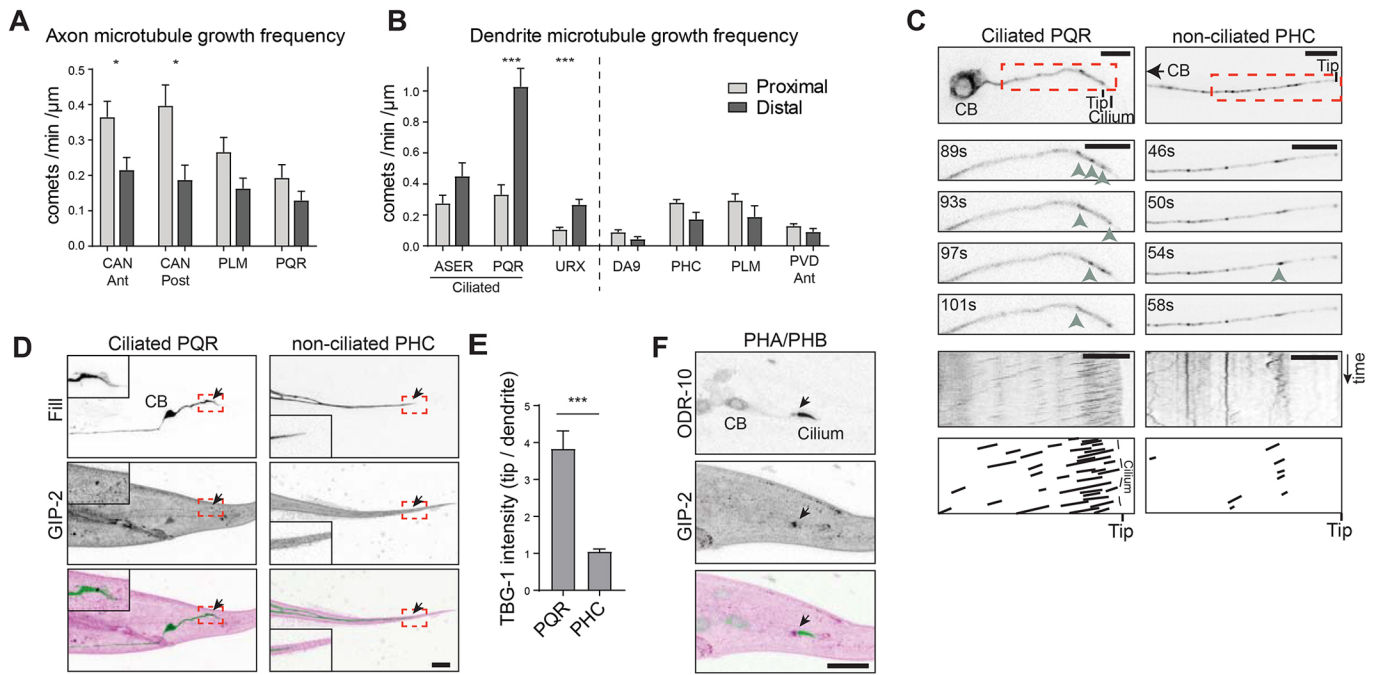 A
Axon microtubule growth frequency
comets /min /µm
0.5
0.4
0.3
0.2
0.1
0.0
*
*
CAN Ant
CAN Post
PLM
PQR
B
Dendrite microtubule growth frequency
comets /min /µm
1.0
0.8
0.6
0.4
0.2
0.0
***
***
Proximal
Distal
ASER
PQR
URX
DA9
PHC
PLM
PVD Ant
Ciliated
C
Ciliated PQR
non-ciliated PHC
CB
Tip
Cilium
CB
Tip
89s
46s
93s
50s
97s
54s
101s
58s
time
Cilium
Tip
Tip
D
Ciliated PQR
non-ciliated PHC
Fill
CB
GIP-2
E
TBG-1 intensity (tip / dendrite)
5
4
3
2
1
0
***
PQR
PHC
F
PHA/PHB
ODR-10
CB
Cilium
GIP-2